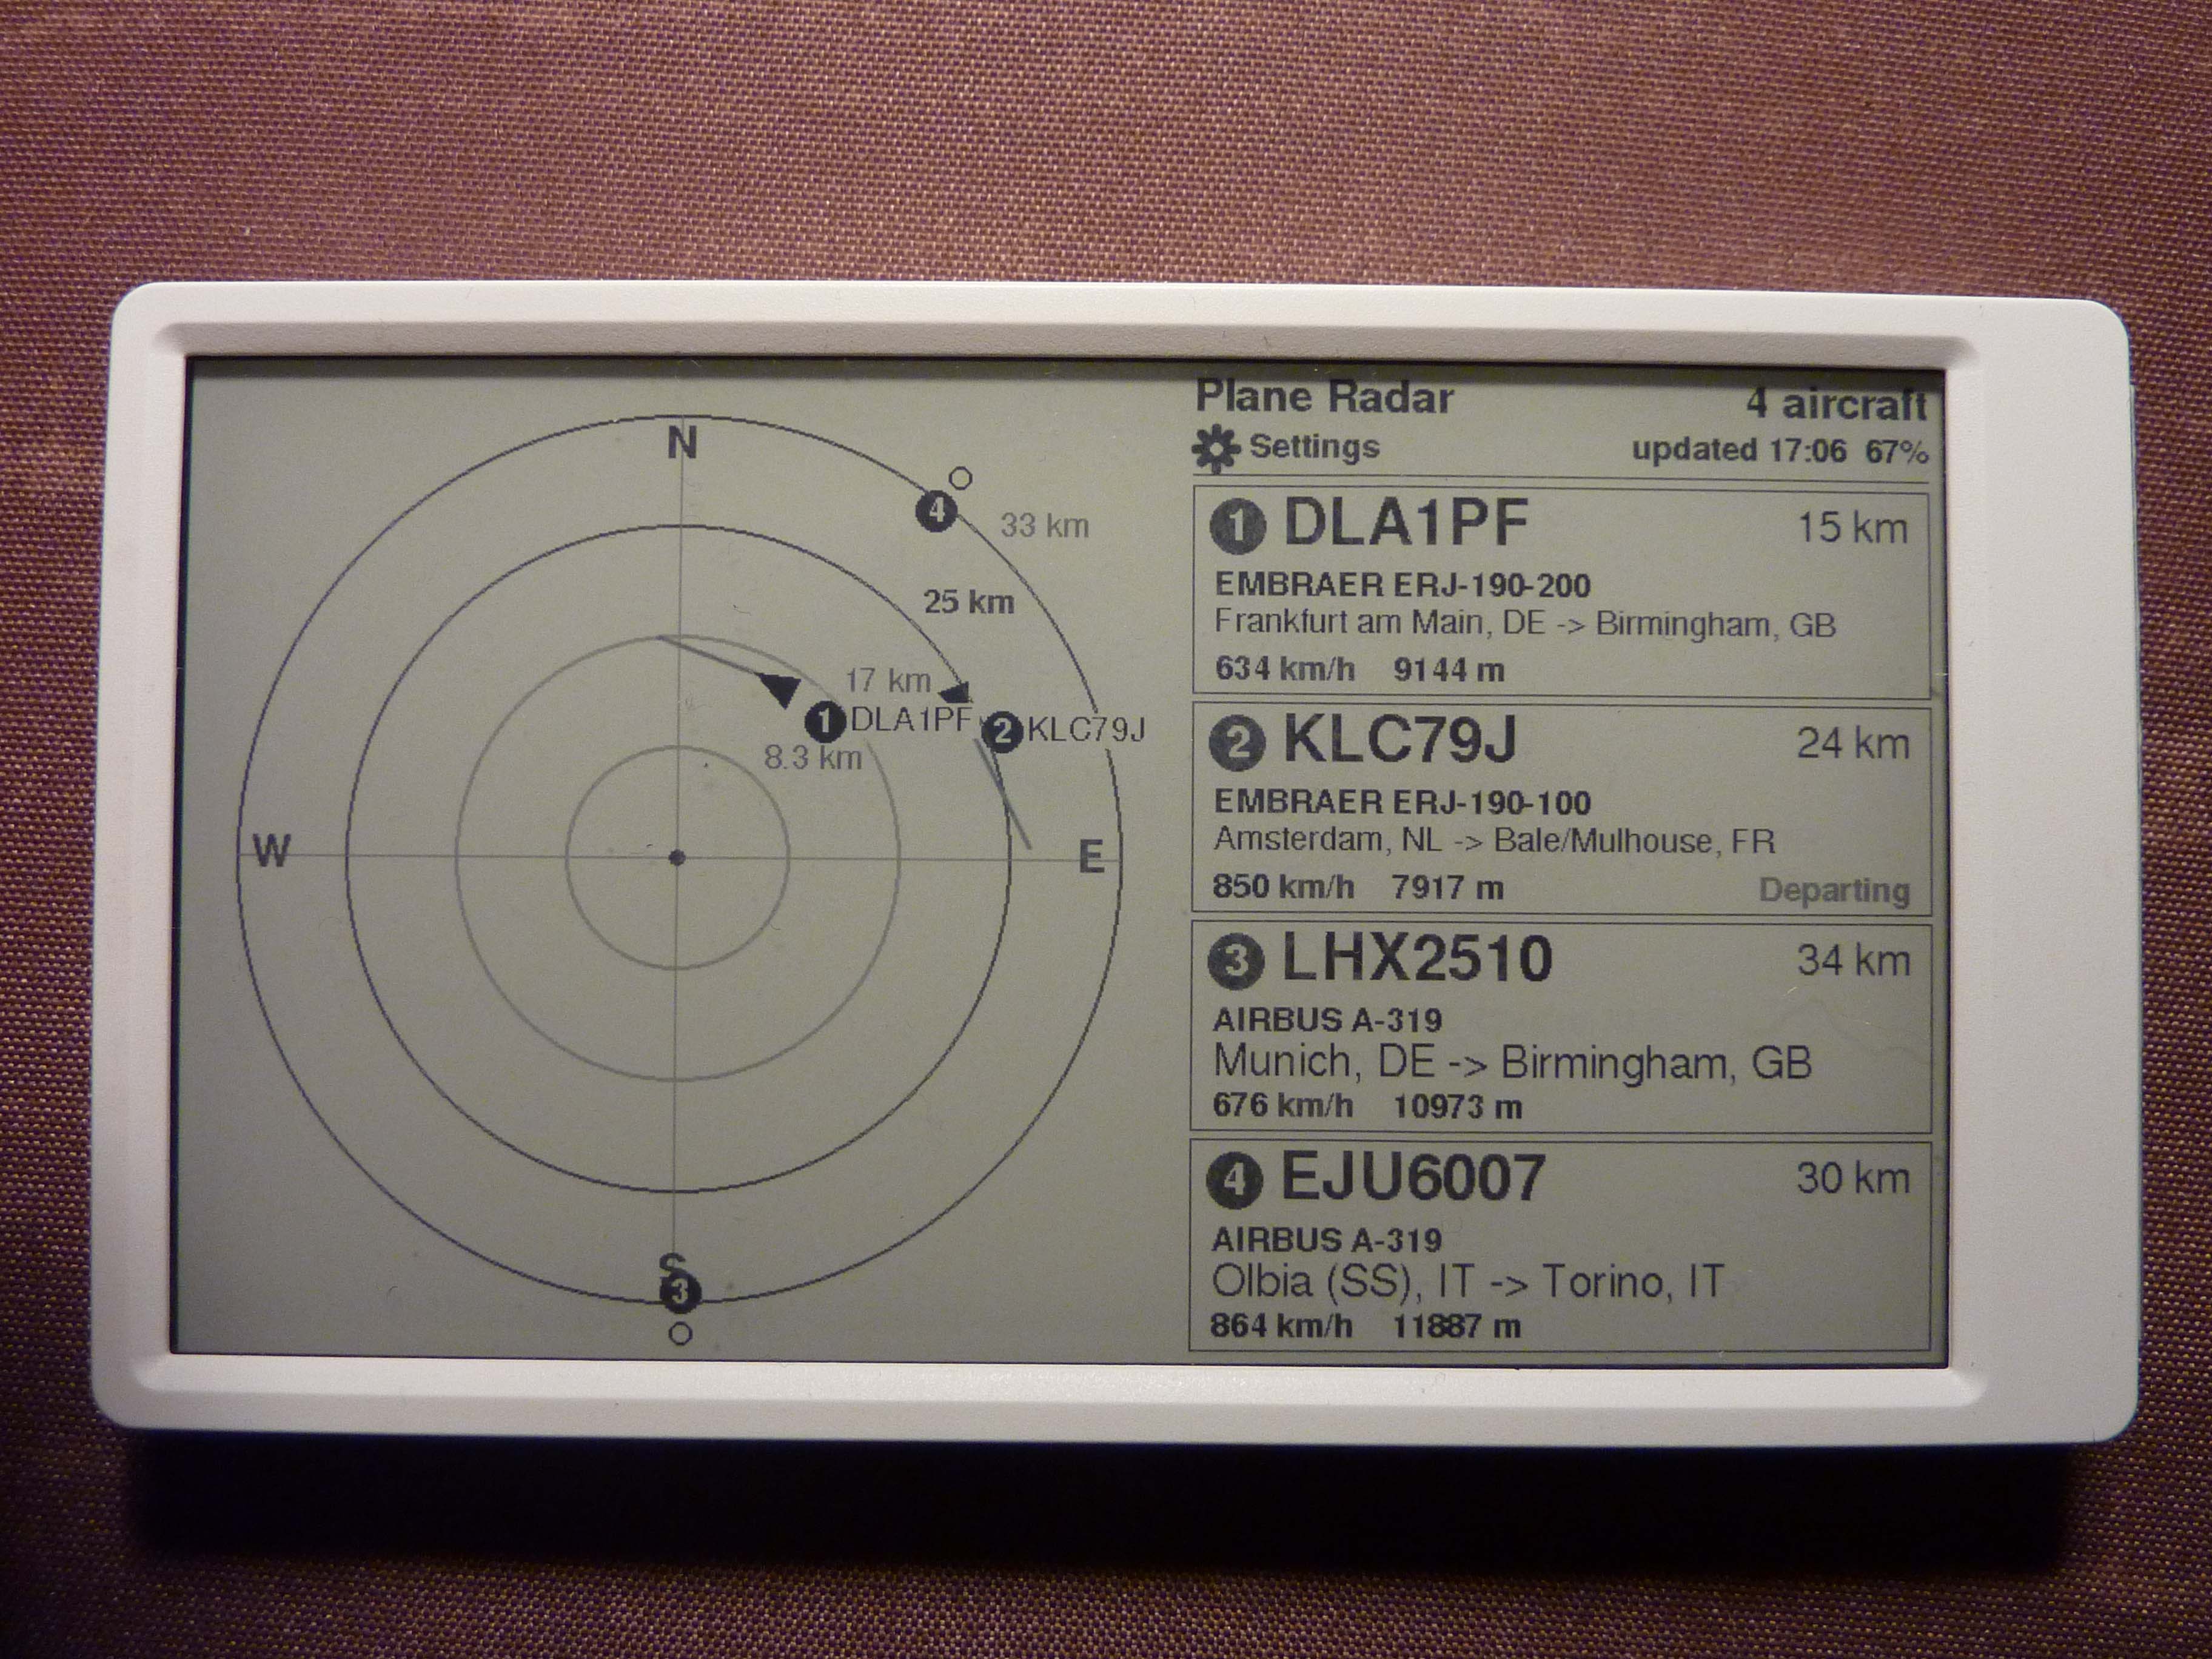 N
4
33 km
25 km
17 km
1 DLA1PF
2 KLC79J
8.3 km
W
E
S
3
Plane Radar 4 aircraft
Settings updated 17:06 67%
1 DLA1PF 15 km
EMBRAER ERJ-190-200
Frankfurt am Main, DE -> Birmingham, GB
634 km/h 9144 m
2 KLC79J 24 km
EMBRAER ERJ-190-100
Amsterdam, NL -> Bale/Mulhouse, FR
850 km/h 7917 m Departing
3 LHX2510 34 km
AIRBUS A-319
Munich, DE -> Birmingham, GB
676 km/h 10973 m
4 EJU6007 30 km
AIRBUS A-319
Olbia (SS), IT -> Torino, IT
864 km/h 11887 m